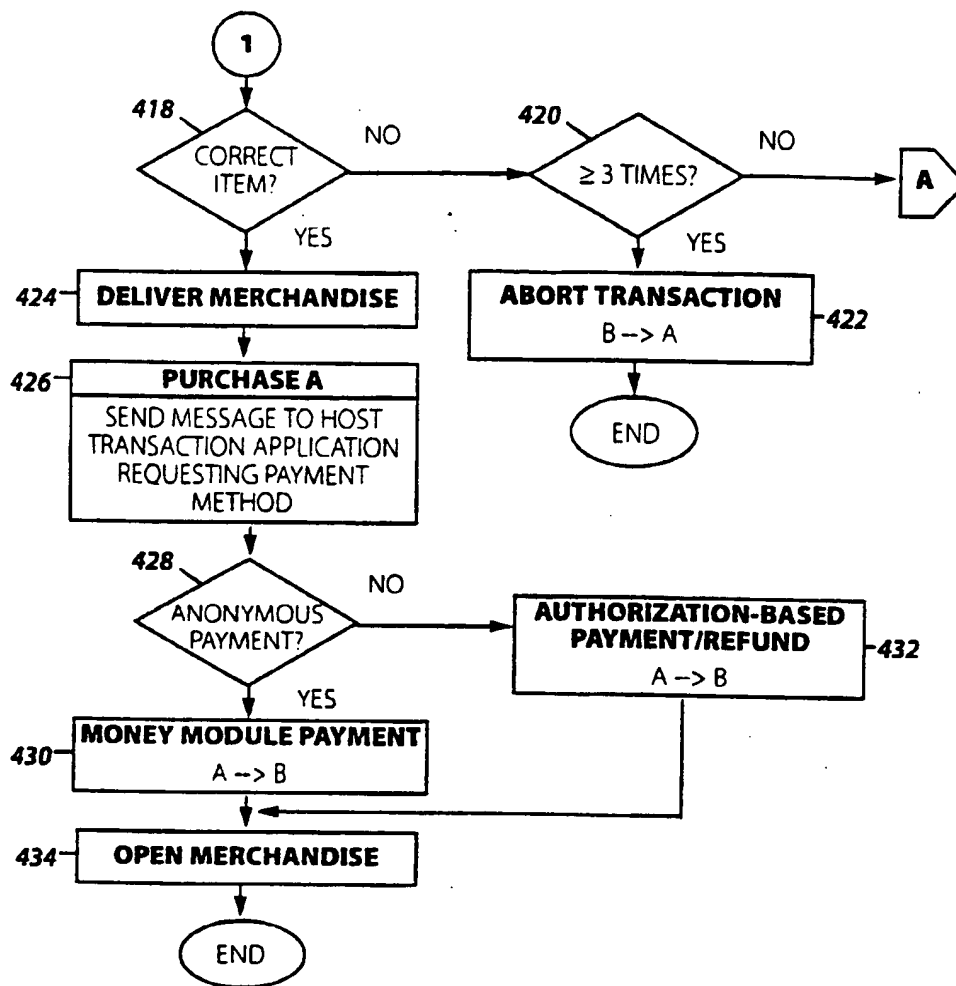 1
418
CORRECT
ITEM?
NO
YES
420
≥ 3 TIMES?
NO
A
YES
424
DELIVER MERCHANDISE
ABORT TRANSACTION
B --> A
422
END
426
PURCHASE A
SEND MESSAGE TO HOST
TRANSACTION APPLICATION
REQUESTING PAYMENT
METHOD
428
ANONYMOUS
PAYMENT?
NO
YES
AUTHORIZATION-BASED
PAYMENT/REFUND
A --> B
432
430
MONEY MODULE PAYMENT
A --> B
434
OPEN MERCHANDISE
END